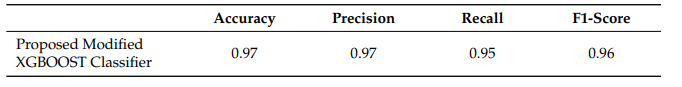 Accuracy Precision Recall F1-Score
Proposed Modified
XGBOOST Classifier
0.97 0.97 0.95 0.96